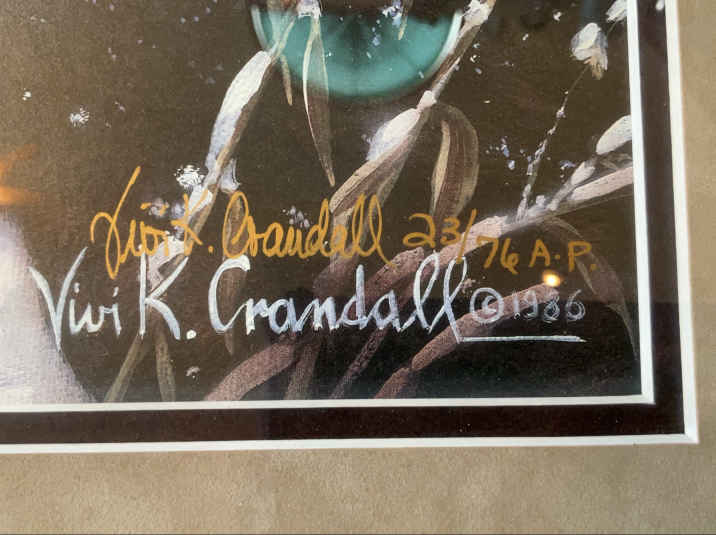 Vivi K. Crandall 23/76 A.P.
Vivi K. Crandall © 1986